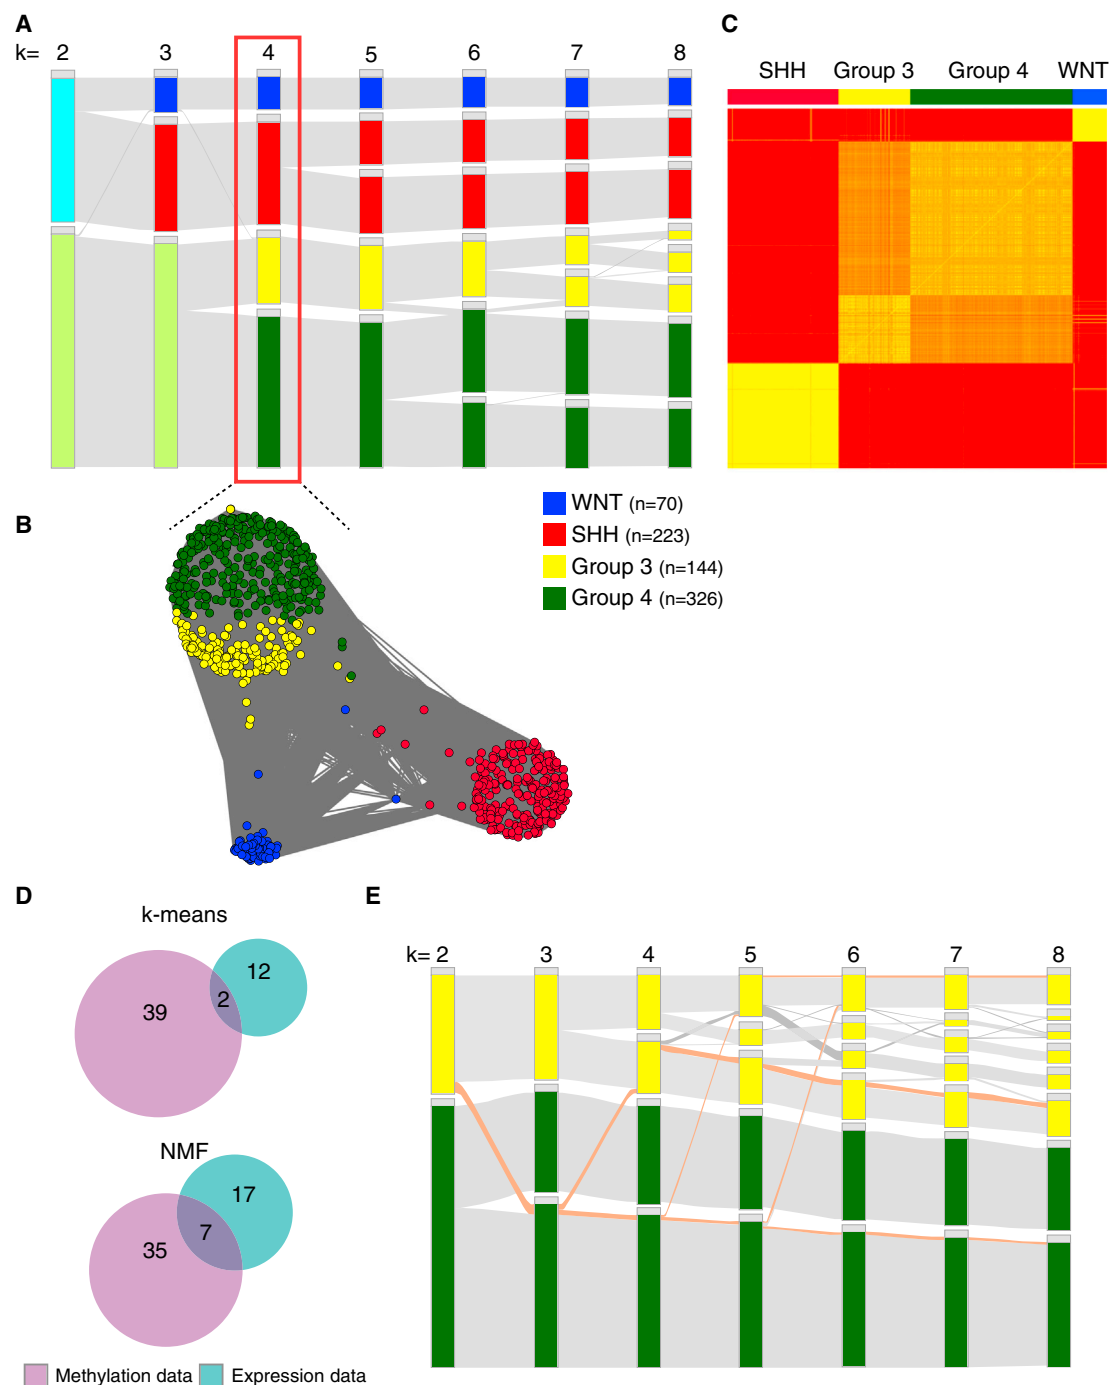 A
k= 2 3 4 5 6 7 8
C
SHH Group 3 Group 4 WNT
B
WNT (n=70)
SHH (n=223)
Group 3 (n=144)
Group 4 (n=326)
D
k-means
39
2
12
NMF
35
7
17
Methylation data
Expression data
E
k= 2 3 4 5 6 7 8